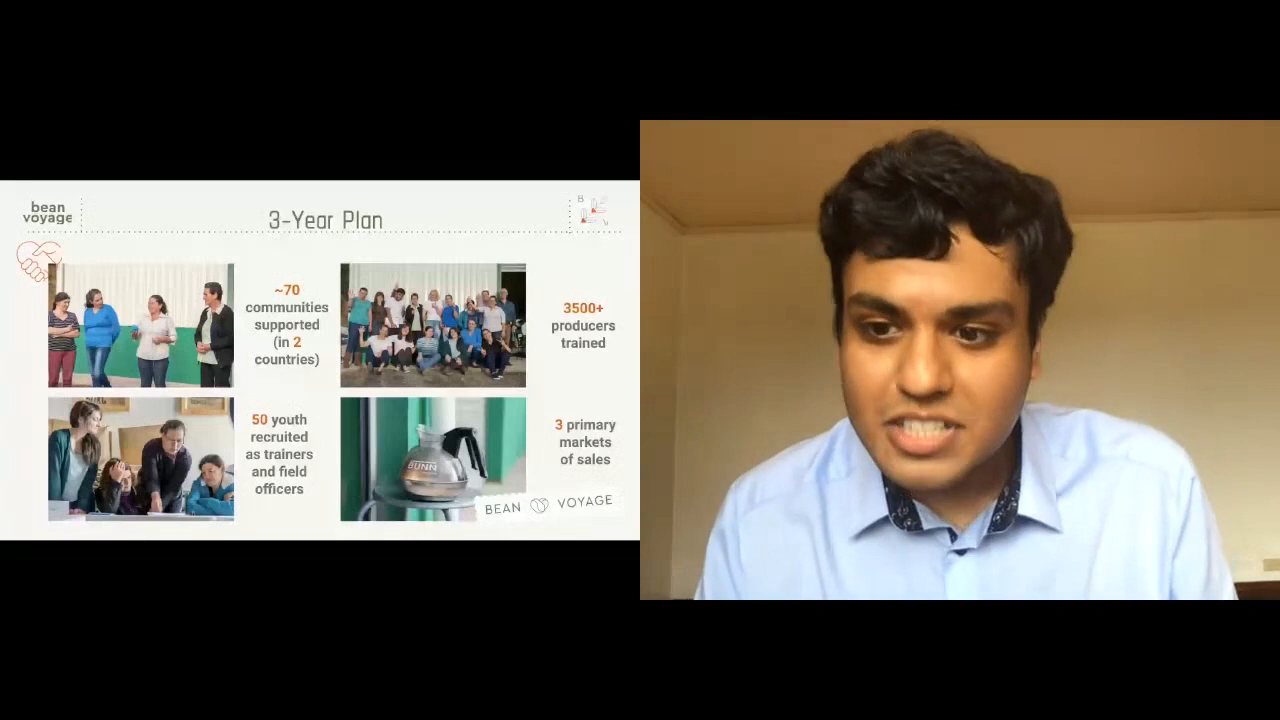 bean
voyage
3-Year Plan
B
V
~70
communities
supported
(in 2
countries)
3500+
producers
trained
50 youth
recruited
as trainers
and field
officers
3 primary
markets
of sales
BUNN
BEAN VOYAGE